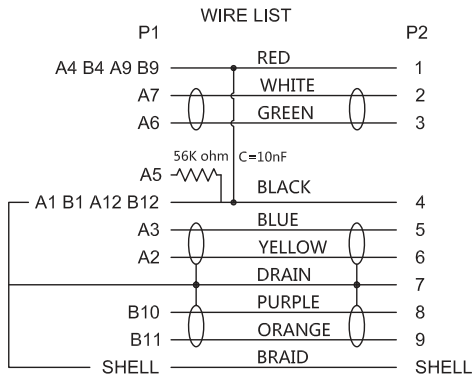 WIRE LIST
P1 P2
A4 B4 A9 B9 RED 1
A7 WHITE 2
A6 GREEN 3
56K ohm C=10nF
A5
A1 B1 A12 B12 BLACK 4
A3 BLUE 5
A2 YELLOW 6
DRAIN 7
B10 PURPLE 8
B11 ORANGE 9
SHELL BRAID SHELL